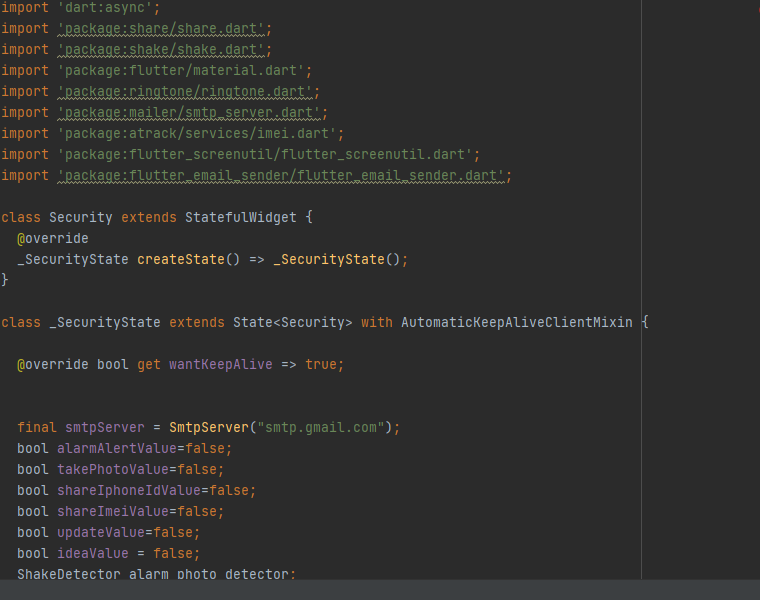 import 'dart:async';
import 'package:share/share.dart';
import 'package:shake/shake.dart';
import 'package:flutter/material.dart';
import 'package:ringtone/ringtone.dart';
import 'package:mailer/smtp_server.dart';
import 'package:atrack/services/imei.dart';
import 'package:flutter_screenutil/flutter_screenutil.dart';
import 'package:flutter_email_sender/flutter_email_sender.dart';
class Security extends StatefulWidget {
@override
_SecurityState createState() => _SecurityState();
}
class _SecurityState extends State<Security> with AutomaticKeepAliveClientMixin {
@override bool get wantKeepAlive => true;
final smtpServer = SmtpServer("smtp.gmail.com");
bool alarmAlertValue=false;
bool takePhotoValue=false;
bool shareIphoneIdValue=false;
bool shareImeiValue=false;
bool updateValue=false;
bool ideaValue = false;
ShakeDetector alarm_photo_detector;